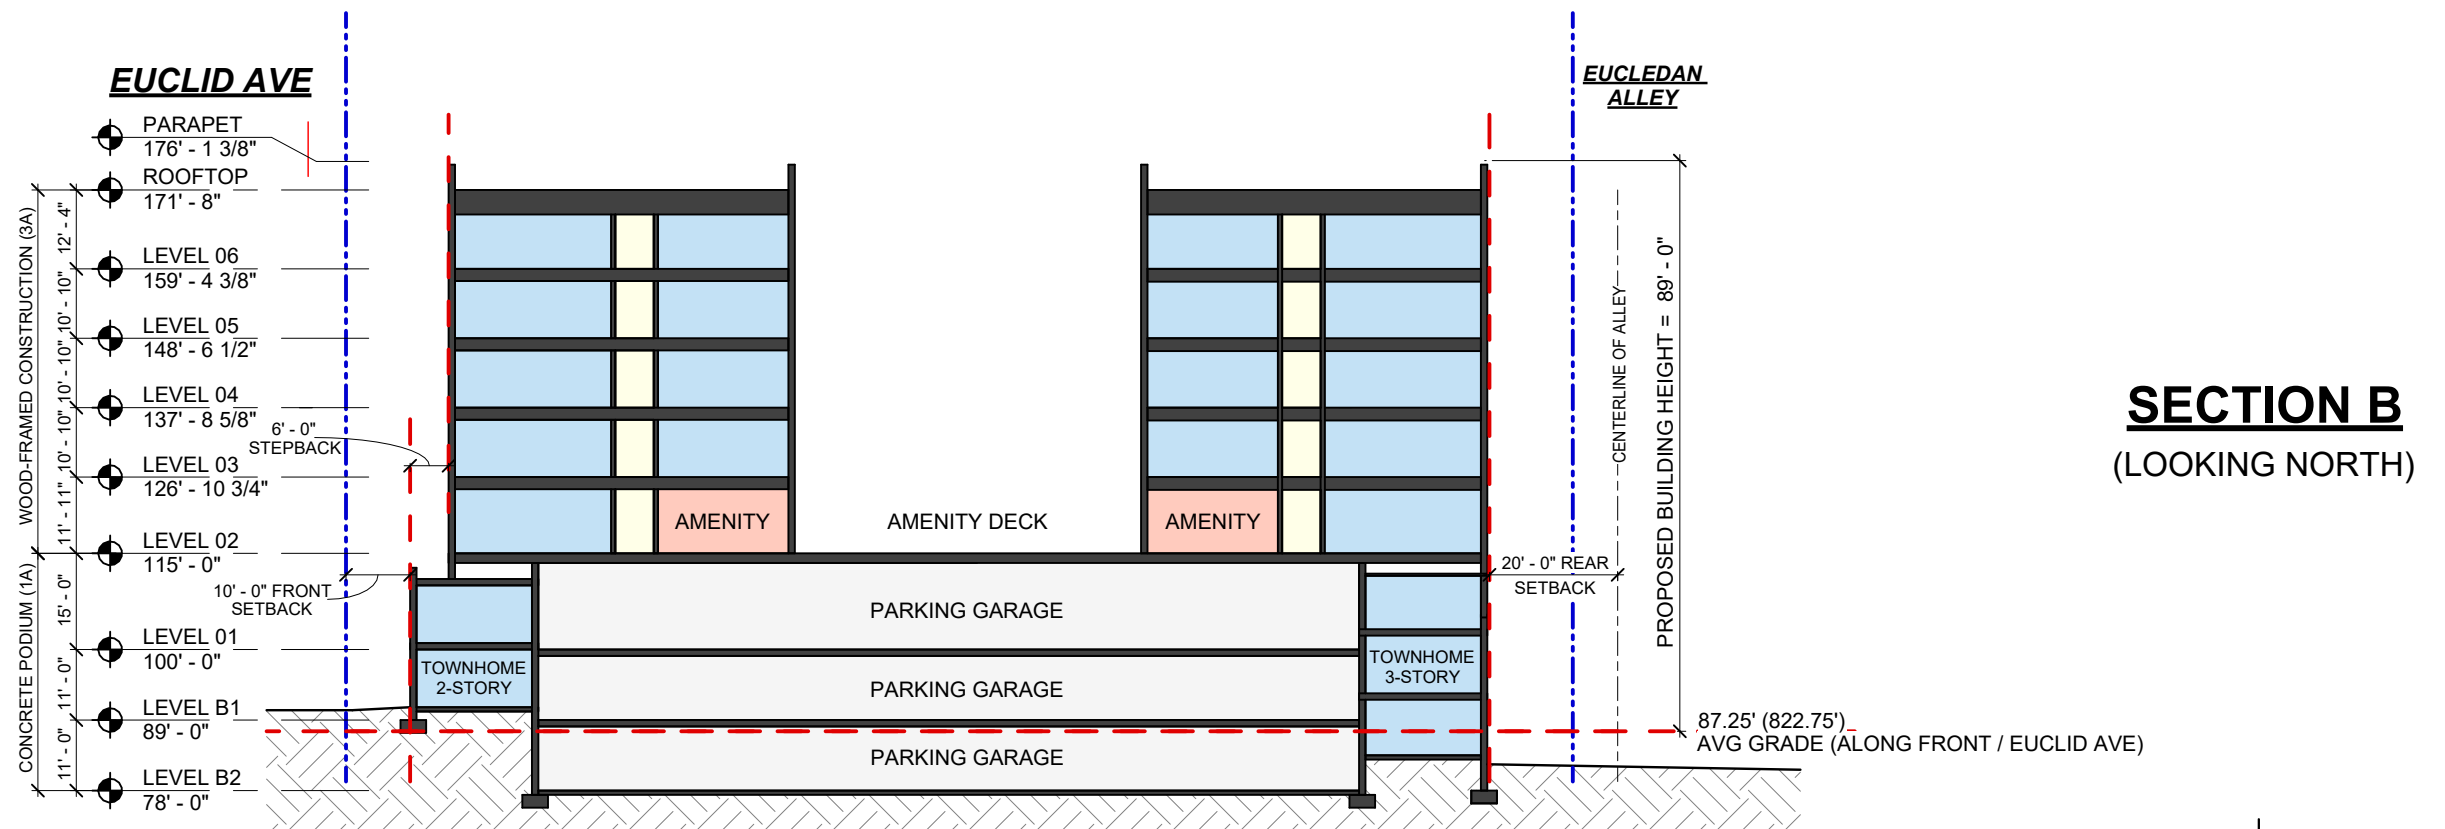 EUCLID AVE
EUCLEDAN
ALLEY
PARAPET
176' - 1 3/8"
ROOFTOP
171' - 8"
LEVEL 06
159' - 4 3/8"
LEVEL 05
148' - 6 1/2"
LEVEL 04
137' - 8 5/8"
LEVEL 03
126' - 10 3/4"
LEVEL 02
115' - 0"
LEVEL 01
100' - 0"
LEVEL B1
89' - 0"
LEVEL B2
78' - 0"
WOOD-FRAMED CONSTRUCTION (3A)
CONCRETE PODIUM (1A)
12' - 4"
10' - 10"
10' - 10"
10' - 10"
11' - 11"
15' - 0"
11' - 0"
11' - 0"
6' - 0"
STEPBACK
10' - 0" FRONT
SETBACK
AMENITY
AMENITY DECK
AMENITY
PARKING GARAGE
PARKING GARAGE
PARKING GARAGE
TOWNHOME
2-STORY
TOWNHOME
3-STORY
20' - 0" REAR
SETBACK
CENTERLINE OF ALLEY
PROPOSED BUILDING HEIGHT = 89' - 0"
87.25' (822.75')
AVG GRADE (ALONG FRONT / EUCLID AVE)
SECTION B
(LOOKING NORTH)